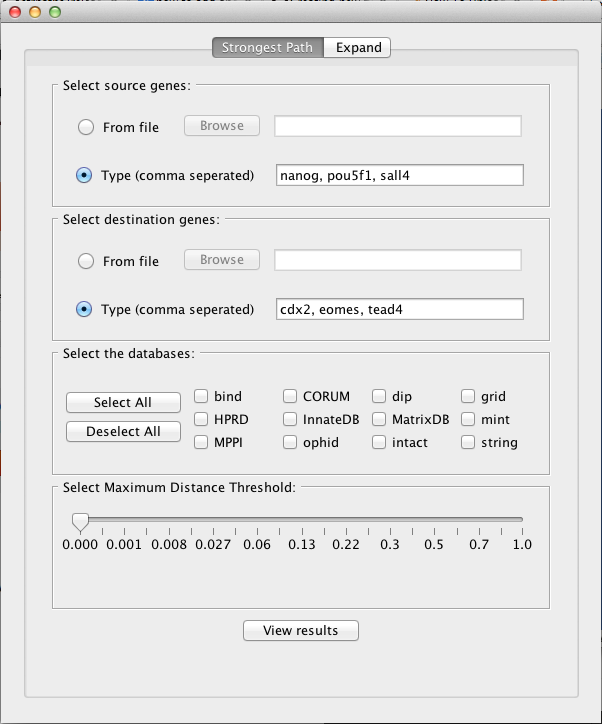 Strongest Path Expand
Select source genes:
From file Browse
Type (comma seperated) nanog, pou5f1, sall4
Select destination genes:
From file Browse
Type (comma seperated) cdx2, eomes, tead4
Select the databases:
Select All
Deselect All
bind CORUM dip grid
HPRD InnateDB MatrixDB mint
MPPI ophid intact string
Select Maximum Distance Threshold:
0.000 0.001 0.008 0.027 0.06 0.13 0.22 0.3 0.5 0.7 1.0
View results